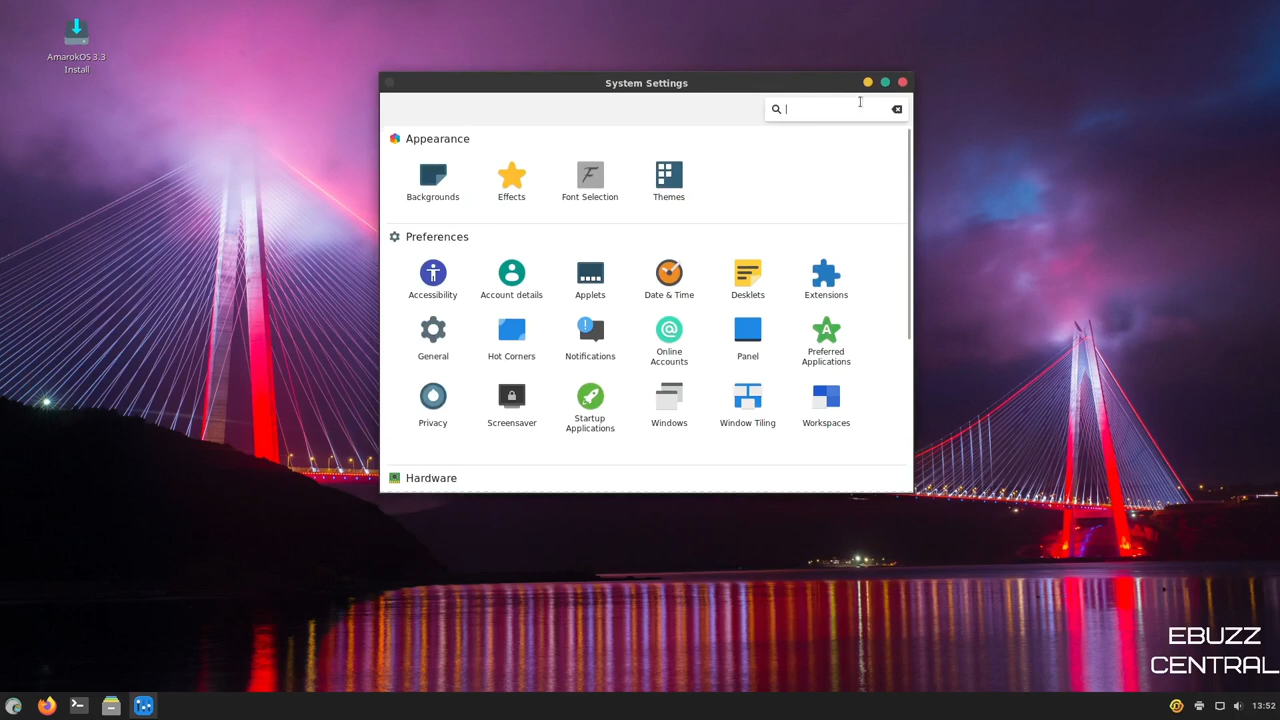 AmarokOS 3.3
Install
System Settings
Appearance
Backgrounds
Effects
Font Selection
Themes
Preferences
Accessibility
Account details
Applets
Date & Time
Desklets
Extensions
General
Hot Corners
Notifications
Online
Accounts
Panel
Preferred
Applications
Privacy
Screensaver
Startup
Applications
Windows
Window Tiling
Workspaces
Hardware
EBUZZ
CENTRAL
13:52